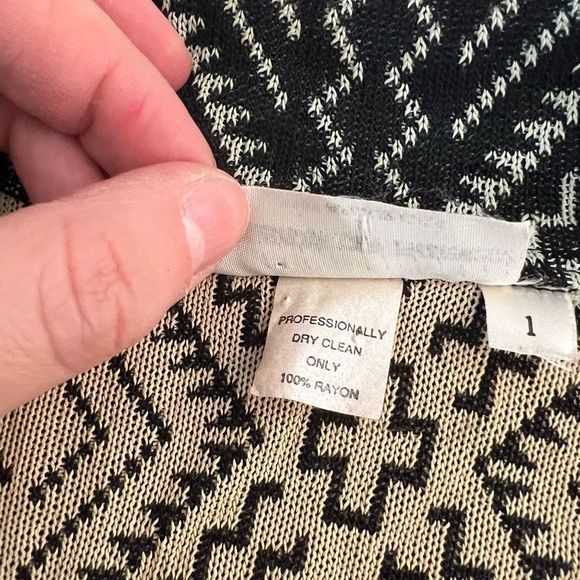 PROFESSIONALLY
DRY CLEAN
ONLY
100% RAYON
1